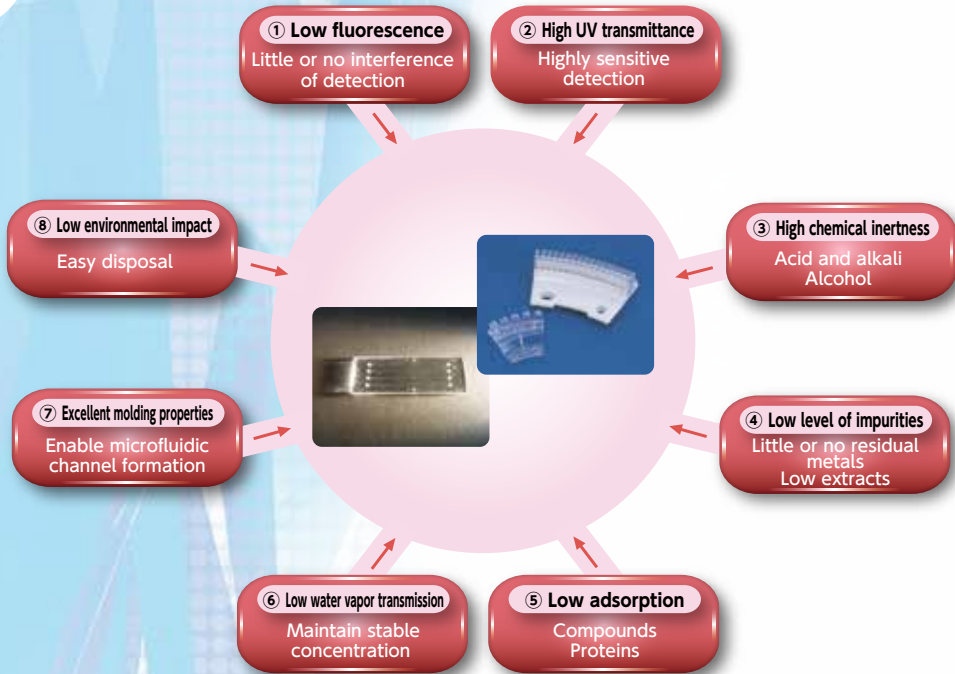 ① Low fluorescence
Little or no interference
of detection
② High UV transmittance
Highly sensitive
detection
③ High chemical inertness
Acid and alkali
Alcohol
④ Low level of impurities
Little or no residual
metals
Low extracts
⑤ Low adsorption
Compounds
Proteins
⑥ Low water vapor transmission
Maintain stable
concentration
⑦ Excellent molding properties
Enable microfluidic
channel formation
⑧ Low environmental impact
Easy disposal